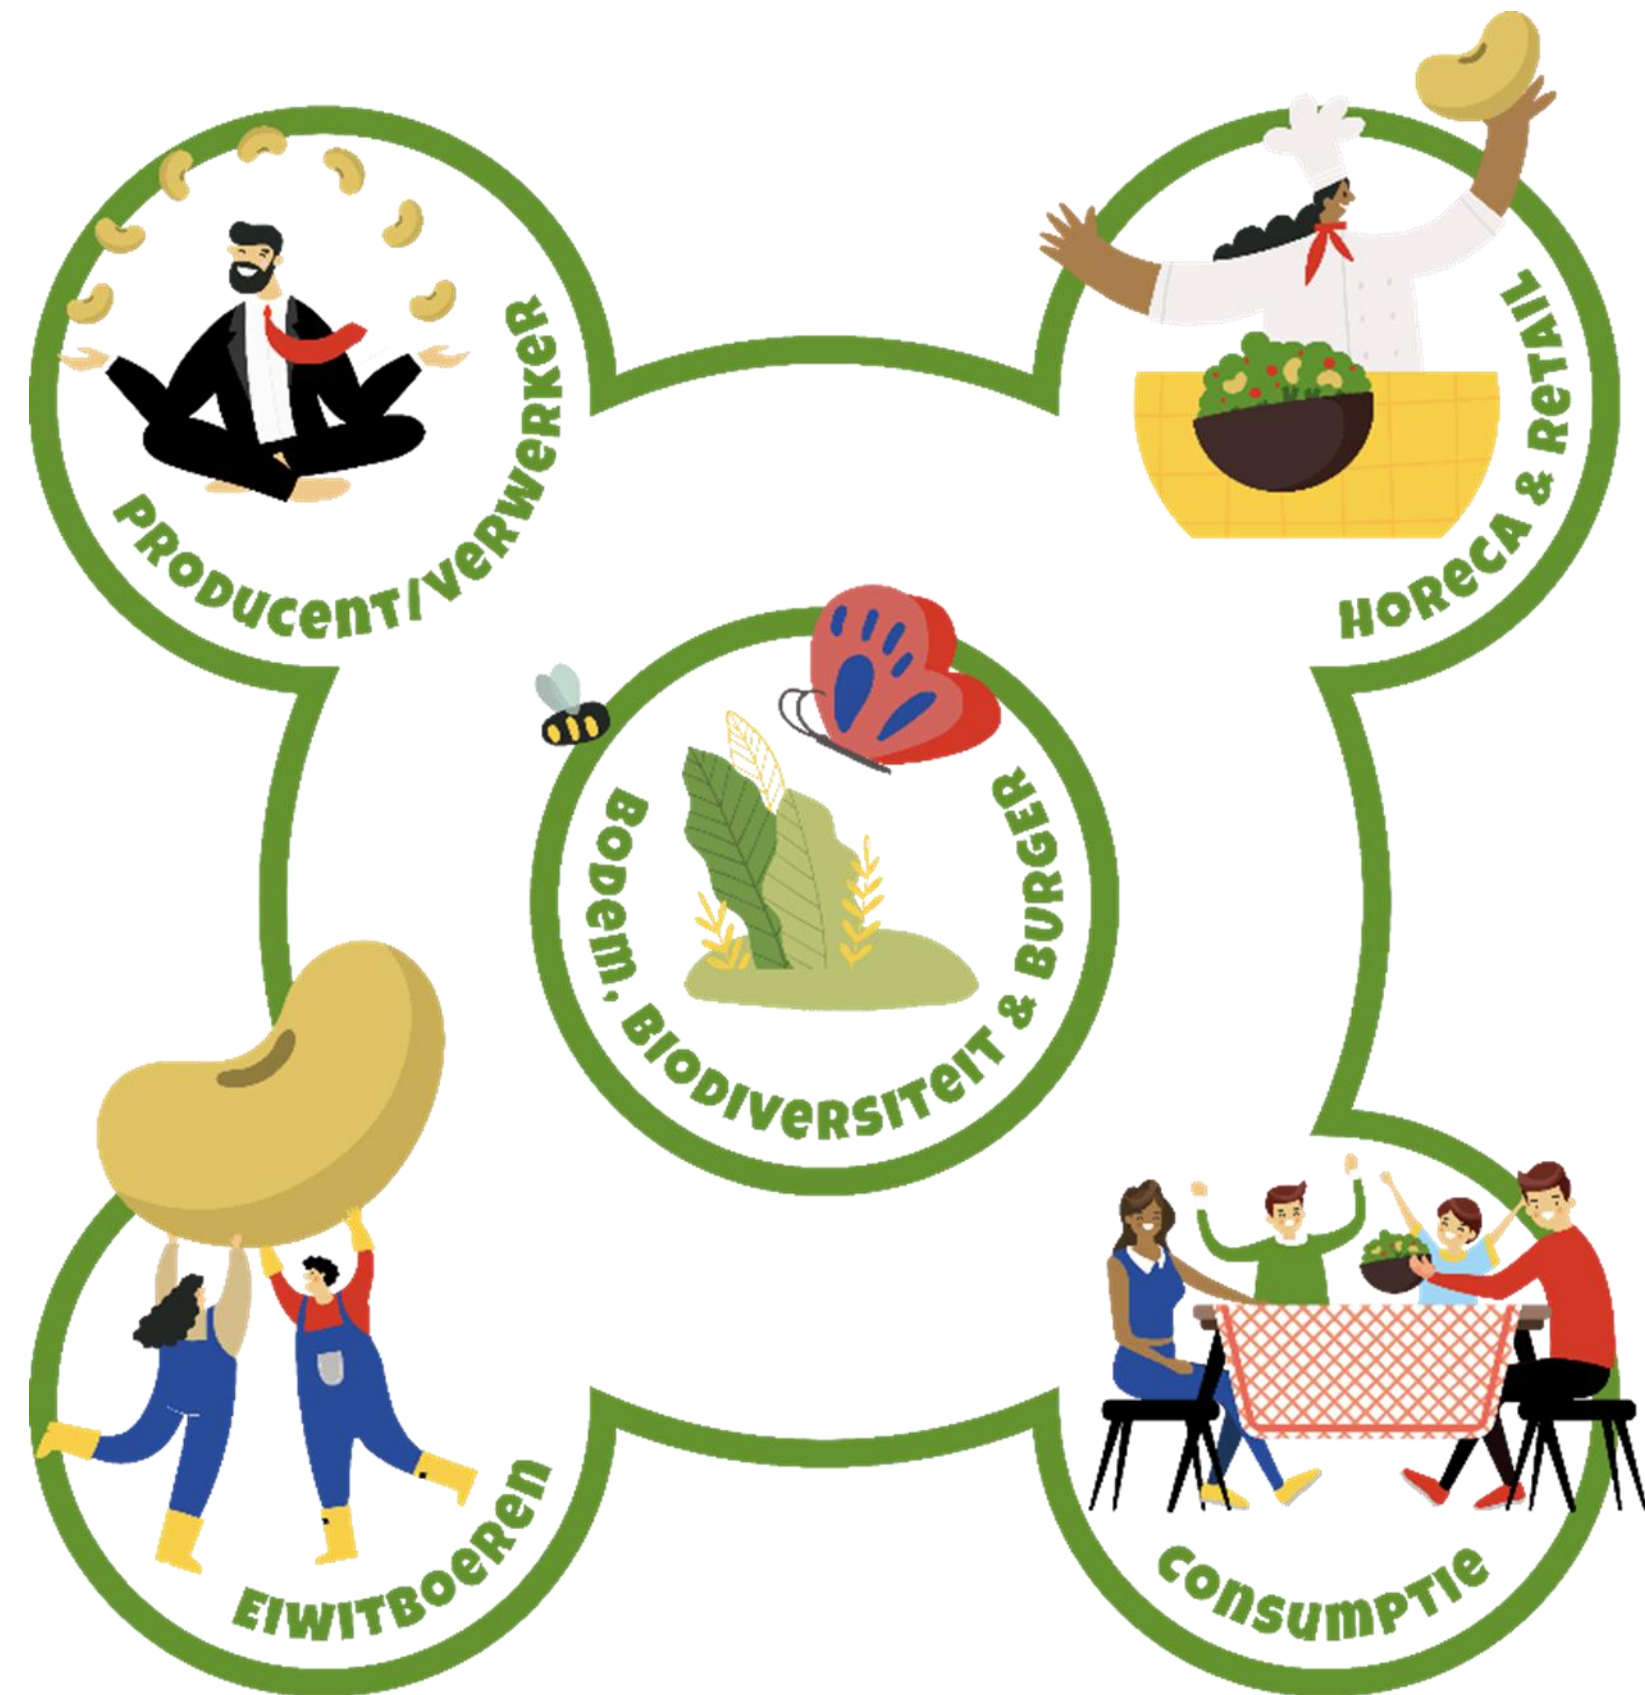 PRODUCENT/VERWERKER
HORECA & RETAIL
BODEM, BIODIVERSITEIT & BURGER
EIWITBOEREN
CONSUMPTIE